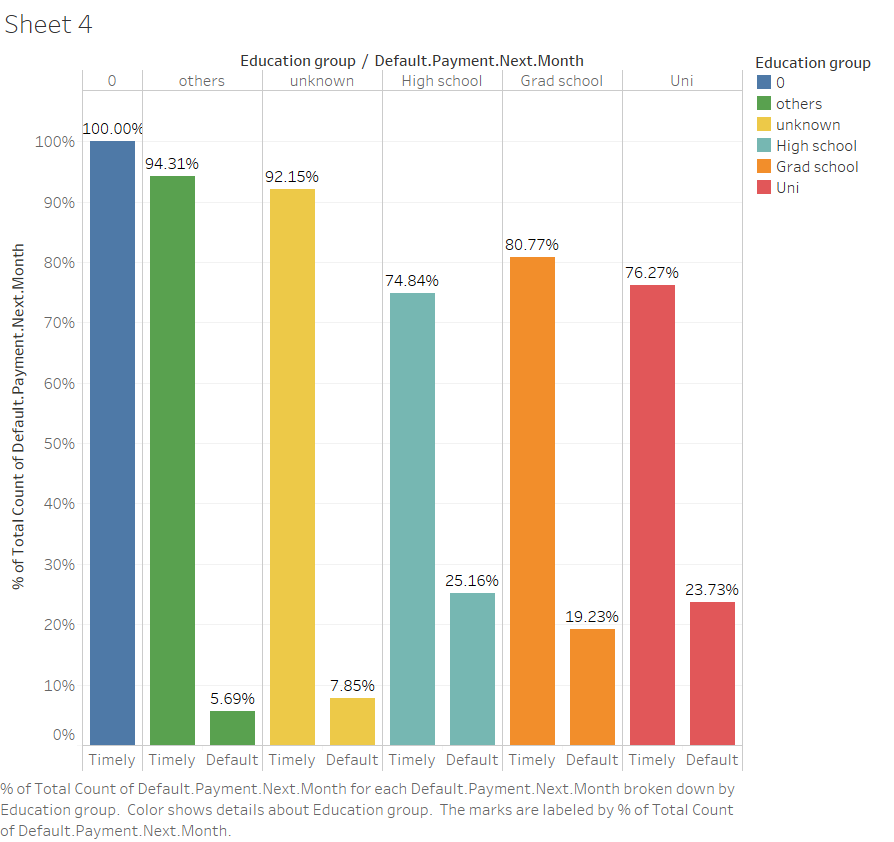 Sheet 4
Education group / Default.Payment.Next.Month
0 others unknown High school Grad school Uni
Education group
0
others
unknown
High school
Grad school
Uni
% of Total Count of Default.Payment.Next.Month
100%
90%
80%
70%
60%
50%
40%
30%
20%
10%
0%
100.00%
94.31%
5.69%
92.15%
7.85%
74.84%
25.16%
80.77%
19.23%
76.27%
23.73%
Timely Timely Default Timely Default Timely Default Timely Default Timely Default
% of Total Count of Default.Payment.Next.Month for each Default.Payment.Next.Month broken down by
Education group. Color shows details about Education group. The marks are labeled by % of Total Count
of Default.Payment.Next.Month.